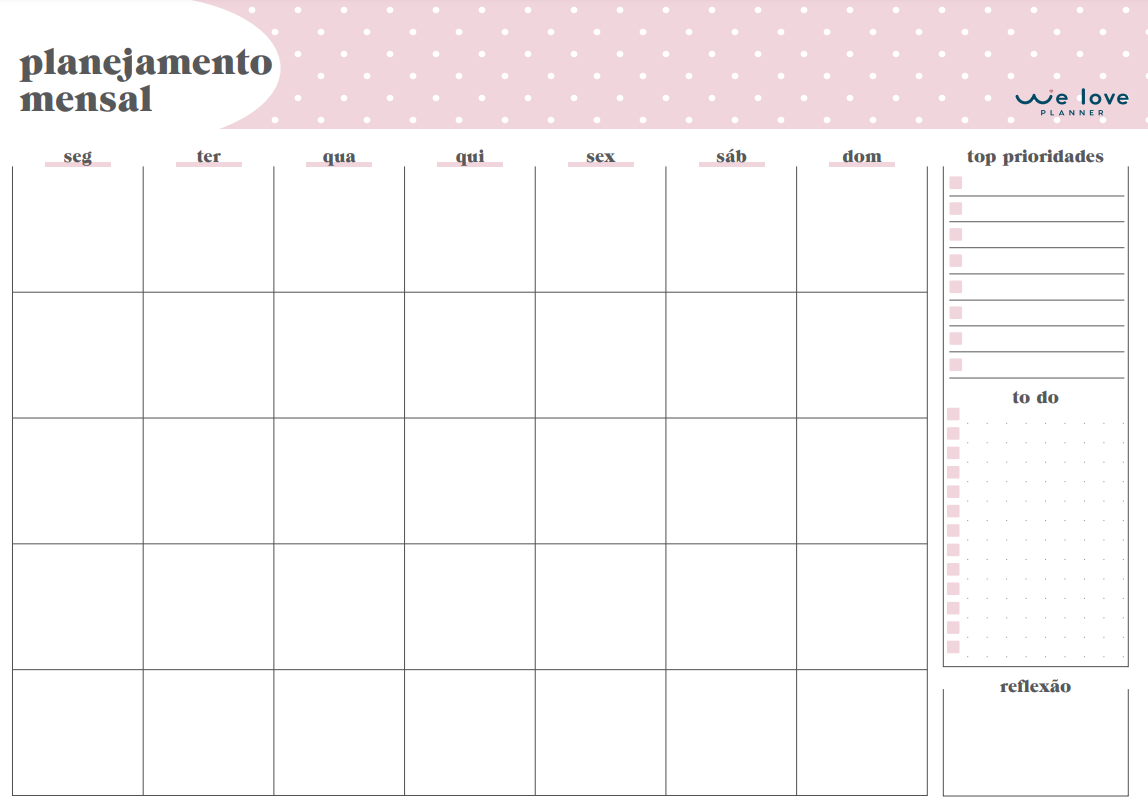 planejamento
mensal
We love
PLANNER
seg ter qua qui sex sáb dom
top prioridades
to do
reflexão